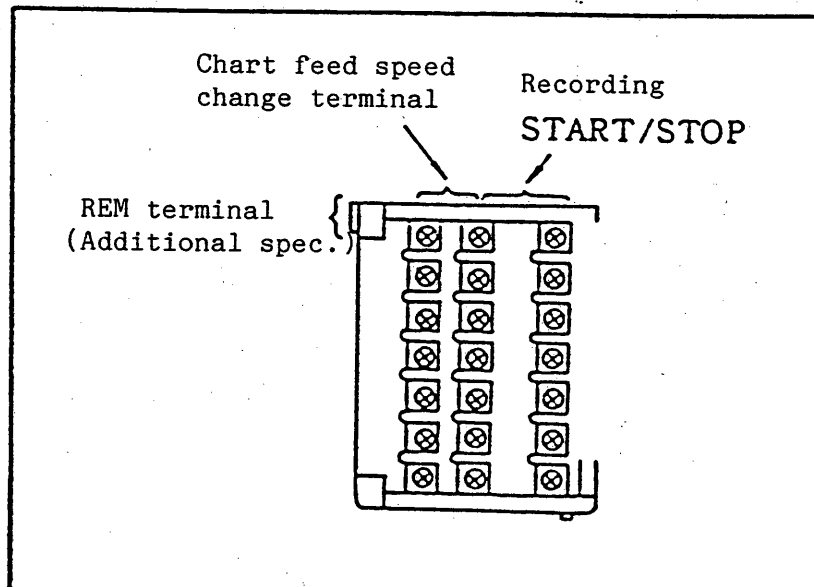 Chart feed speed
change terminal
Recording
START/STOP
REM terminal
(Additional spec.)